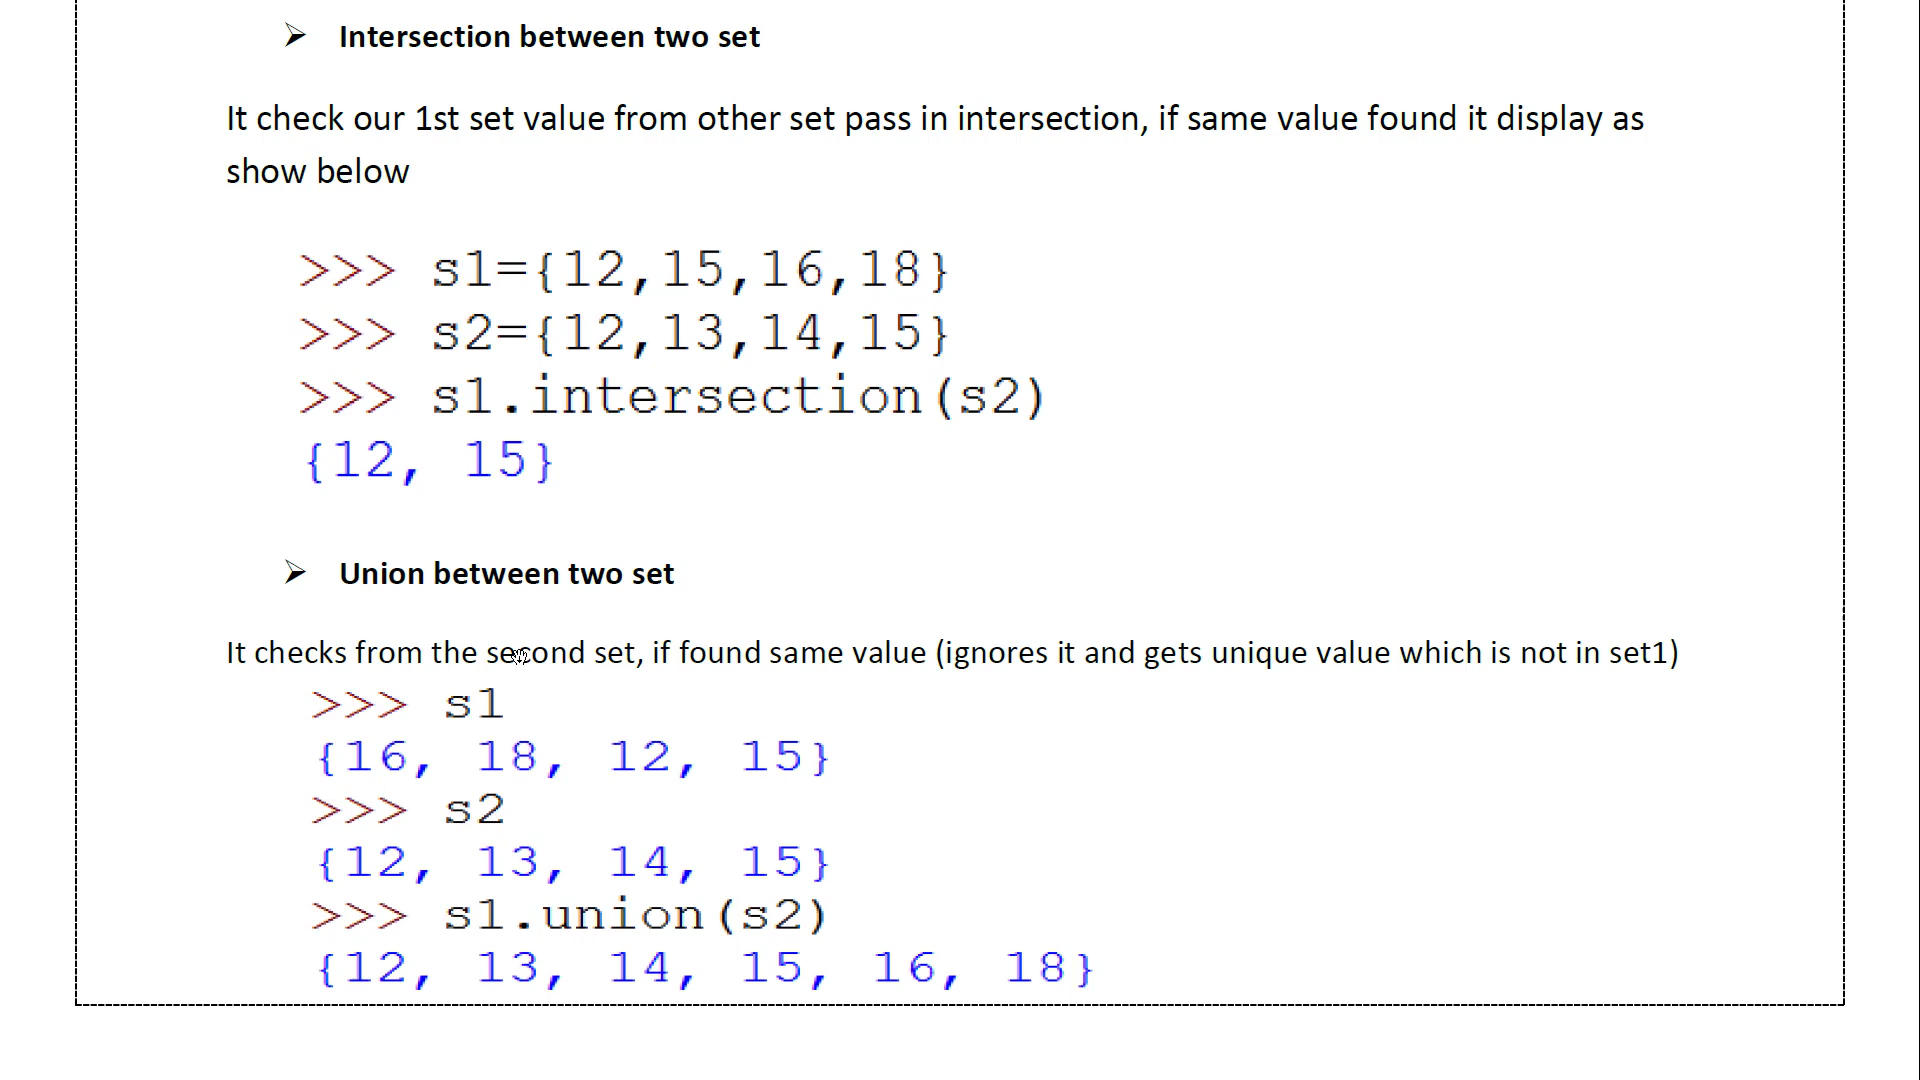 ➢ Intersection between two set
It check our 1st set value from other set pass in intersection, if same value found it display as
show below
>>> s1={12,15,16,18}
>>> s2={12,13,14,15}
>>> s1.intersection(s2)
{12, 15}
➢ Union between two set
It checks from the second set, if found same value (ignores it and gets unique value which is not in set1)
>>> s1
{16, 18, 12, 15}
>>> s2
{12, 13, 14, 15}
>>> s1.union(s2)
{12, 13, 14, 15, 16, 18}